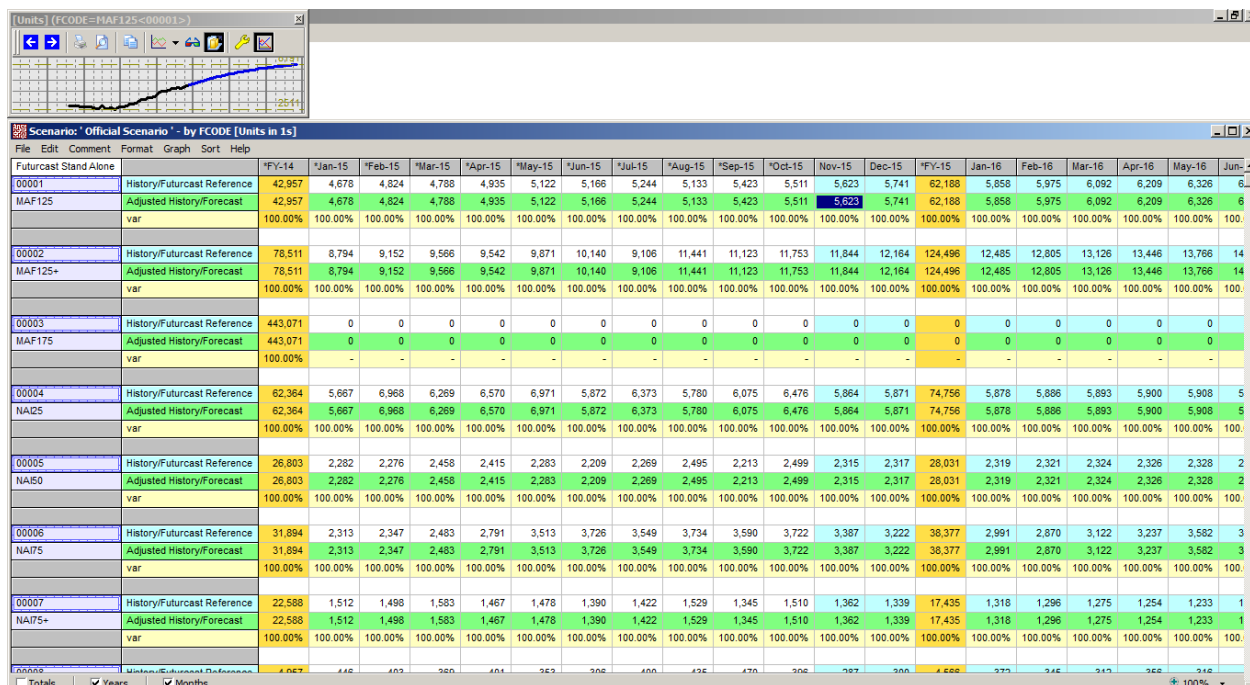 [Units] (FCODE=MAF125<00001>)
2511
Scenario: ' Official Scenario ' - by FCODE [Units in 1s]
File Edit Comment Format Graph Sort Help
Futurcast Stand Alone *FY-14 *Jan-15 *Feb-15 *Mar-15 *Apr-15 *May-15 *Jun-15 *Jul-15 *Aug-15 *Sep-15 *Oct-15 Nov-15 Dec-15 *FY-15 Jan-16 Feb-16 Mar-16 Apr-16 May-16 Jun-
00001 History/Futurcast Reference 42,957 4,678 4,824 4,788 4,935 5,122 5,166 5,244 5,133 5,423 5,511 5,623 5,741 62,188 5,858 5,975 6,092 6,209 6,326 6
MAF125 Adjusted History/Forecast 42,957 4,678 4,824 4,788 4,935 5,122 5,166 5,244 5,133 5,423 5,511 5,623 5,741 62,188 5,858 5,975 6,092 6,209 6,326 6
var 100.00% 100.00% 100.00% 100.00% 100.00% 100.00% 100.00% 100.00% 100.00% 100.00% 100.00% 100.00% 100.00% 100.00% 100.00% 100.00% 100.00% 100.00% 100.00% 100.
00002 History/Futurcast Reference 78,511 8,794 9,152 9,566 9,542 9,871 10,140 9,106 11,441 11,123 11,753 11,844 12,164 124,496 12,485 12,805 13,126 13,446 13,766 14
MAF125+ Adjusted History/Forecast 78,511 8,794 9,152 9,566 9,542 9,871 10,140 9,106 11,441 11,123 11,753 11,844 12,164 124,496 12,485 12,805 13,126 13,446 13,766 14
var 100.00% 100.00% 100.00% 100.00% 100.00% 100.00% 100.00% 100.00% 100.00% 100.00% 100.00% 100.00% 100.00% 100.00% 100.00% 100.00% 100.00% 100.00% 100.00% 100.
00003 History/Futurcast Reference 443,071 0 0 0 0 0 0 0 0 0 0 0 0 0 0 0 0 0 0
MAF175 Adjusted History/Forecast 443,071 0 0 0 0 0 0 0 0 0 0 0 0 0 0 0 0 0 0
var 100.00% - - - - - - - - - - - - - - - - - -
00004 History/Futurcast Reference 62,364 5,667 6,968 6,269 6,570 6,971 5,872 6,373 5,780 6,075 6,476 5,864 5,871 74,756 5,878 5,886 5,893 5,900 5,908 5
NAI25 Adjusted History/Forecast 62,364 5,667 6,968 6,269 6,570 6,971 5,872 6,373 5,780 6,075 6,476 5,864 5,871 74,756 5,878 5,886 5,893 5,900 5,908 5
var 100.00% 100.00% 100.00% 100.00% 100.00% 100.00% 100.00% 100.00% 100.00% 100.00% 100.00% 100.00% 100.00% 100.00% 100.00% 100.00% 100.00% 100.00% 100.00% 100.
00005 History/Futurcast Reference 26,803 2,282 2,276 2,458 2,415 2,283 2,209 2,269 2,495 2,213 2,499 2,315 2,317 28,031 2,319 2,321 2,324 2,326 2,328 2
NAI50 Adjusted History/Forecast 26,803 2,282 2,276 2,458 2,415 2,283 2,209 2,269 2,495 2,213 2,499 2,315 2,317 28,031 2,319 2,321 2,324 2,326 2,328 2
var 100.00% 100.00% 100.00% 100.00% 100.00% 100.00% 100.00% 100.00% 100.00% 100.00% 100.00% 100.00% 100.00% 100.00% 100.00% 100.00% 100.00% 100.00% 100.00% 100.
00006 History/Futurcast Reference 31,894 2,313 2,347 2,483 2,791 3,513 3,726 3,549 3,734 3,590 3,722 3,387 3,222 38,377 2,991 2,870 3,122 3,237 3,582 3
NAI75 Adjusted History/Forecast 31,894 2,313 2,347 2,483 2,791 3,513 3,726 3,549 3,734 3,590 3,722 3,387 3,222 38,377 2,991 2,870 3,122 3,237 3,582 3
var 100.00% 100.00% 100.00% 100.00% 100.00% 100.00% 100.00% 100.00% 100.00% 100.00% 100.00% 100.00% 100.00% 100.00% 100.00% 100.00% 100.00% 100.00% 100.00% 100.
00007 History/Futurcast Reference 22,588 1,512 1,498 1,583 1,467 1,478 1,390 1,422 1,529 1,345 1,510 1,362 1,339 17,435 1,318 1,296 1,275 1,254 1,233 1
NAI75+ Adjusted History/Forecast 22,588 1,512 1,498 1,583 1,467 1,478 1,390 1,422 1,529 1,345 1,510 1,362 1,339 17,435 1,318 1,296 1,275 1,254 1,233 1
var 100.00% 100.00% 100.00% 100.00% 100.00% 100.00% 100.00% 100.00% 100.00% 100.00% 100.00% 100.00% 100.00% 100.00% 100.00% 100.00% 100.00% 100.00% 100.00% 100.
00008 History/Futurcast Reference
Totals Years Months 100%